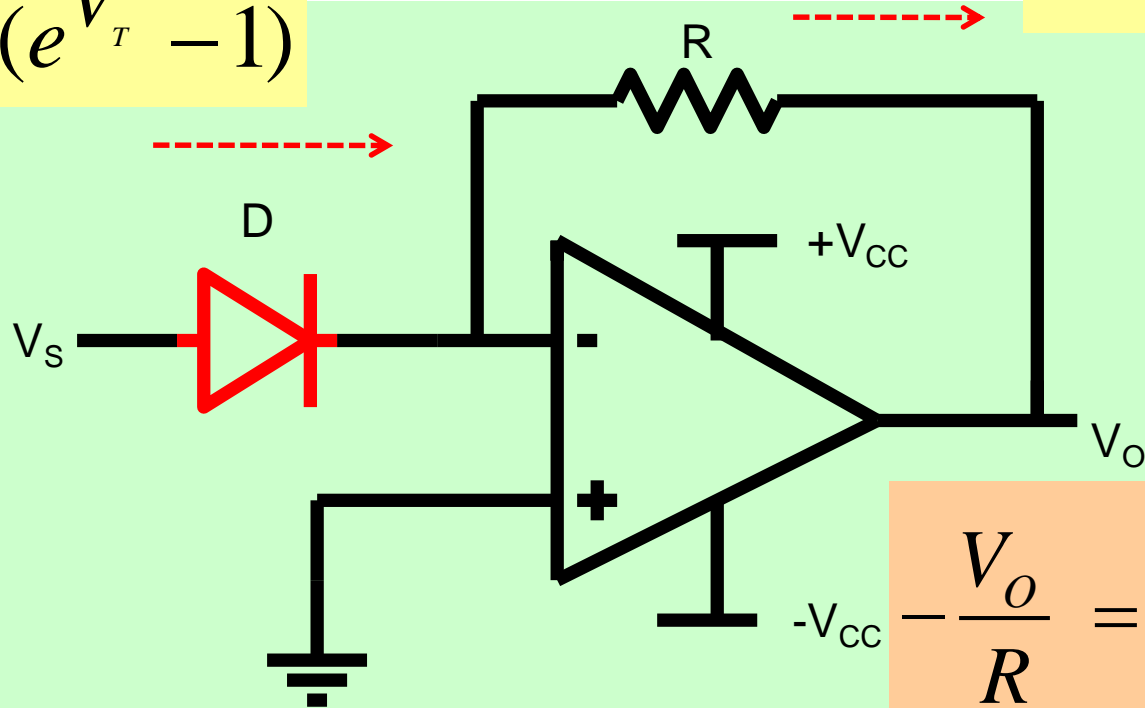 (e^{V_T} −1)
R
D
+V_CC
V_S
-
V_O
+
-V_CC
−V_O/R =